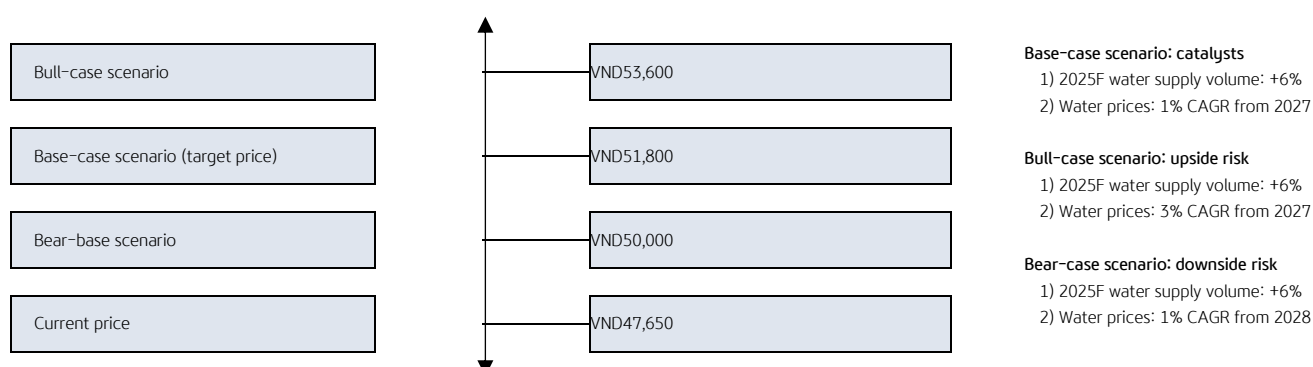 Bull-case scenario
VND53,600
Base-case scenario (target price)
VND51,800
Bear-base scenario
VND50,000
Current price
VND47,650
Base-case scenario: catalysts
1) 2025F water supply volume: +6%
2) Water prices: 1% CAGR from 2027
Bull-case scenario: upside risk
1) 2025F water supply volume: +6%
2) Water prices: 3% CAGR from 2027
Bear-case scenario: downside risk
1) 2025F water supply volume: +6%
2) Water prices: 1% CAGR from 2028